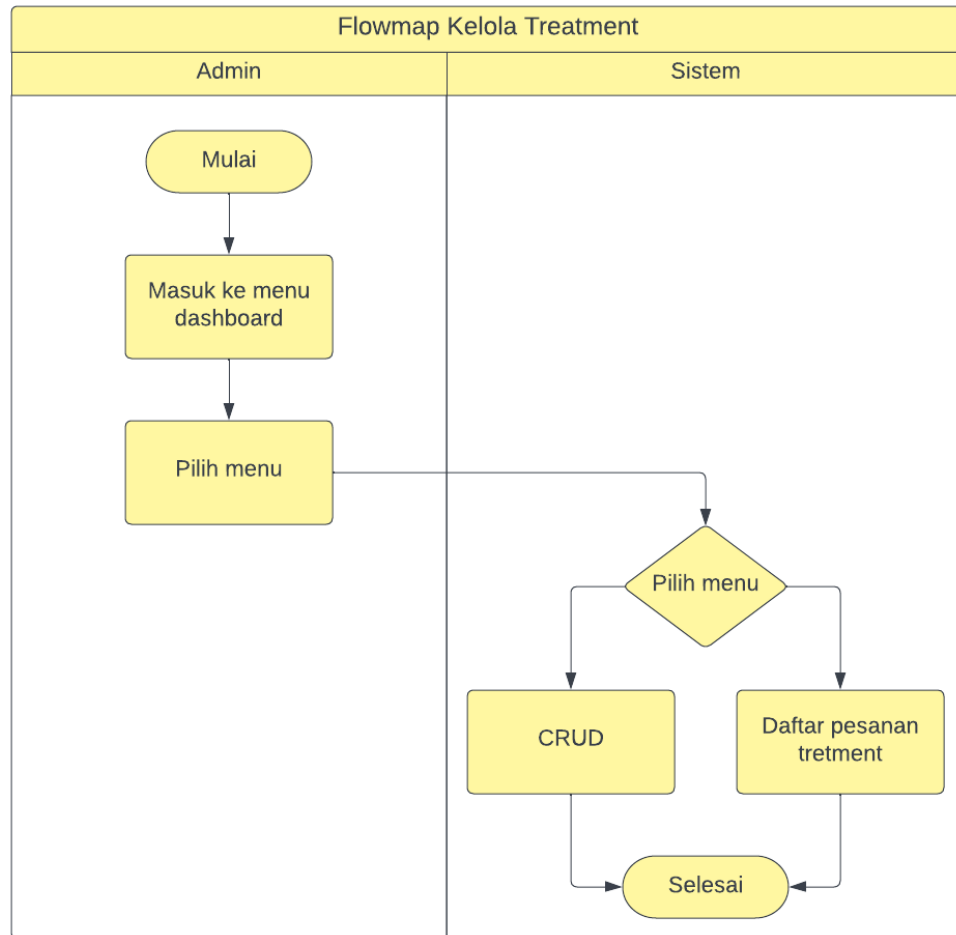 Flowmap Kelola Treatment
Admin
Sistem
Mulai
Masuk ke menu
dashboard
Pilih menu
Pilih menu
CRUD
Daftar pesanan
tretment
Selesai